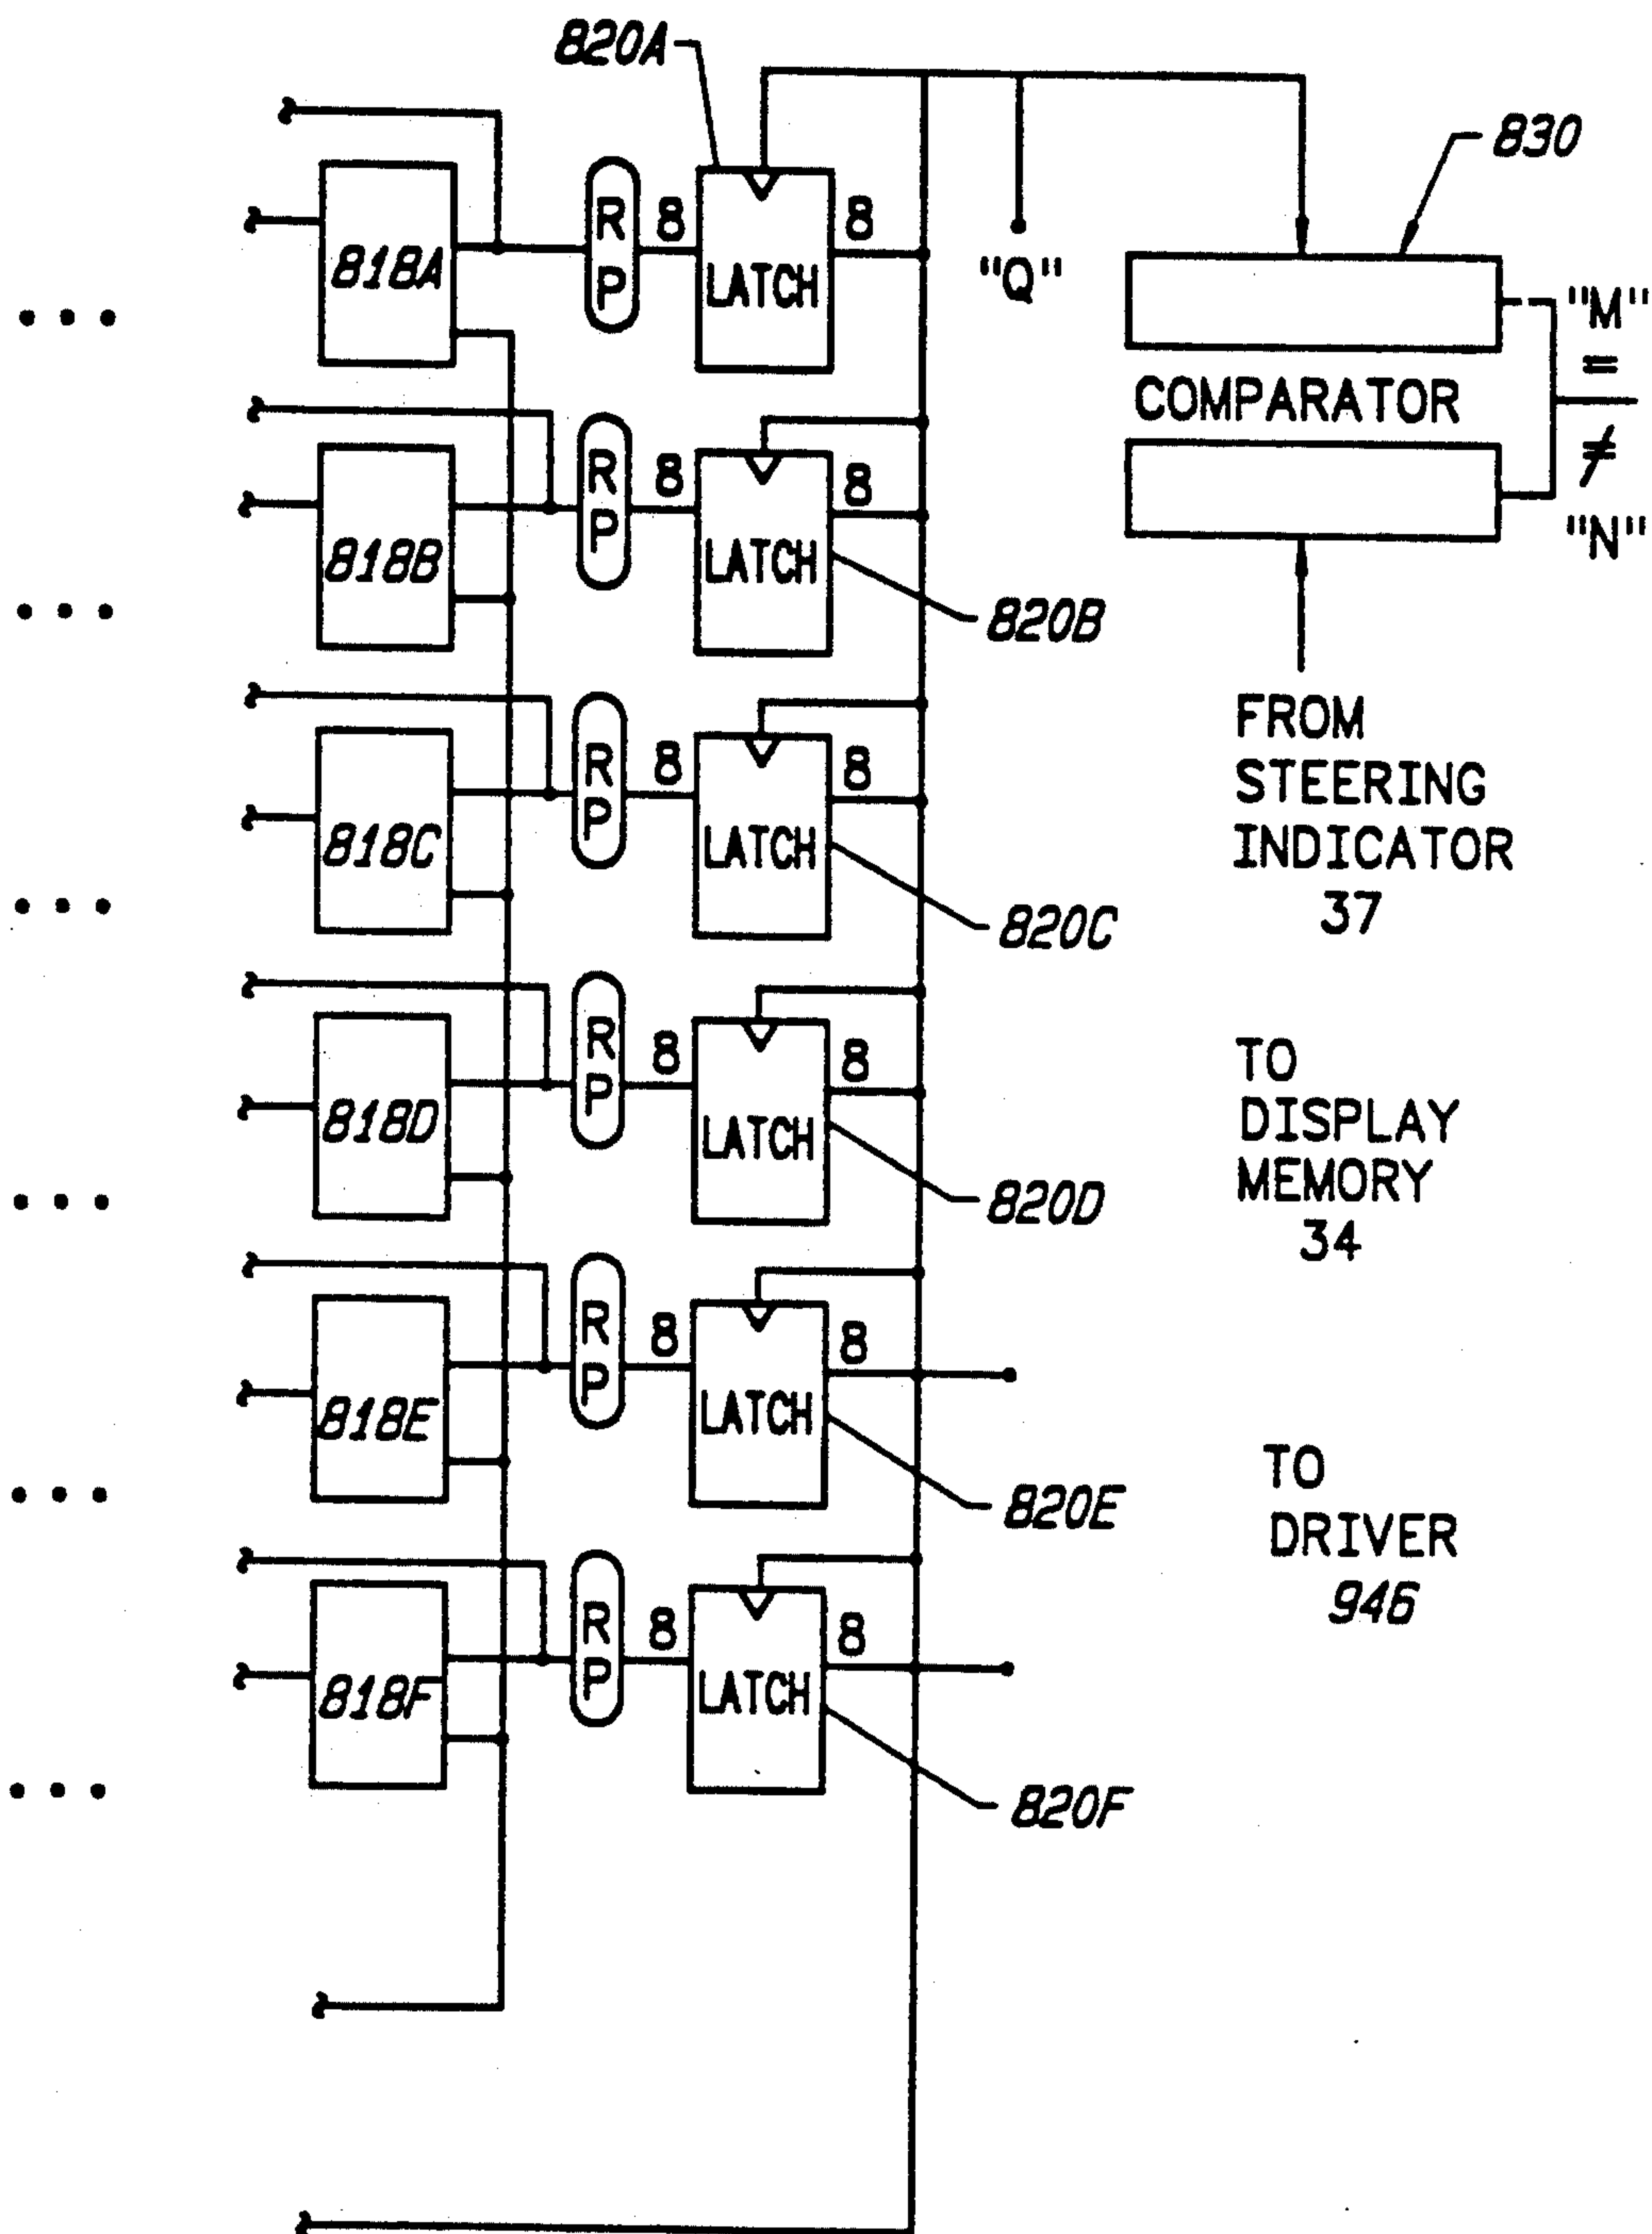 820A
830
818A
R
P
8
LATCH
8
"Q"
"M"
=
COMPARATOR
≠
"N"
818B
R
P
8
LATCH
8
820B
FROM
STEERING
INDICATOR
37
818C
R
P
8
LATCH
8
820C
818D
R
P
8
LATCH
8
820D
TO
DISPLAY
MEMORY
34
818E
R
P
8
LATCH
8
820E
TO
DRIVER
946
818F
R
P
8
LATCH
8
820F